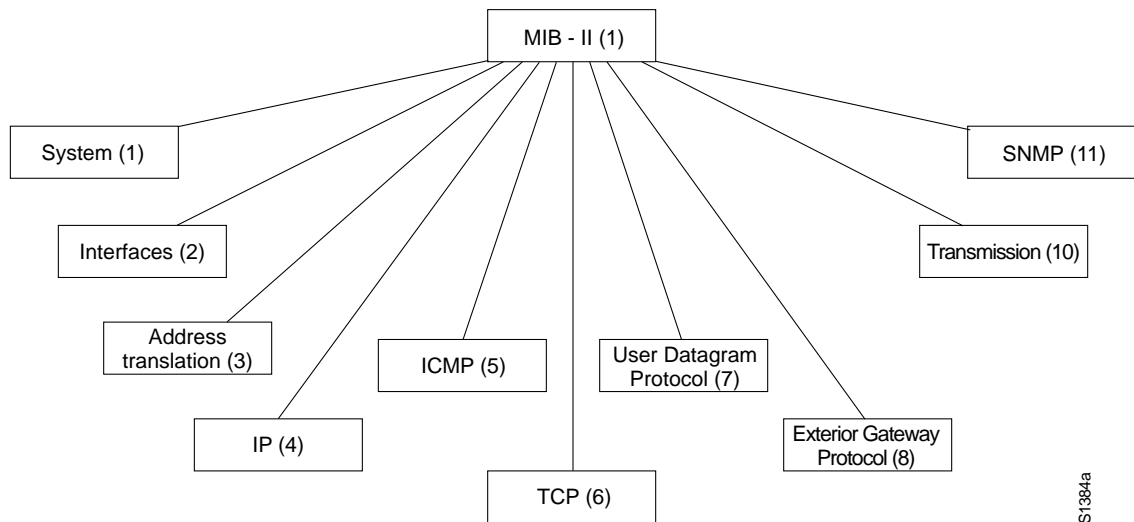 MIB - II (1)
System (1)
SNMP (11)
Interfaces (2)
Transmission (10)
Address
translation (3)
ICMP (5)
User Datagram
Protocol (7)
IP (4)
Exterior Gateway
Protocol (8)
TCP (6)
S1384a